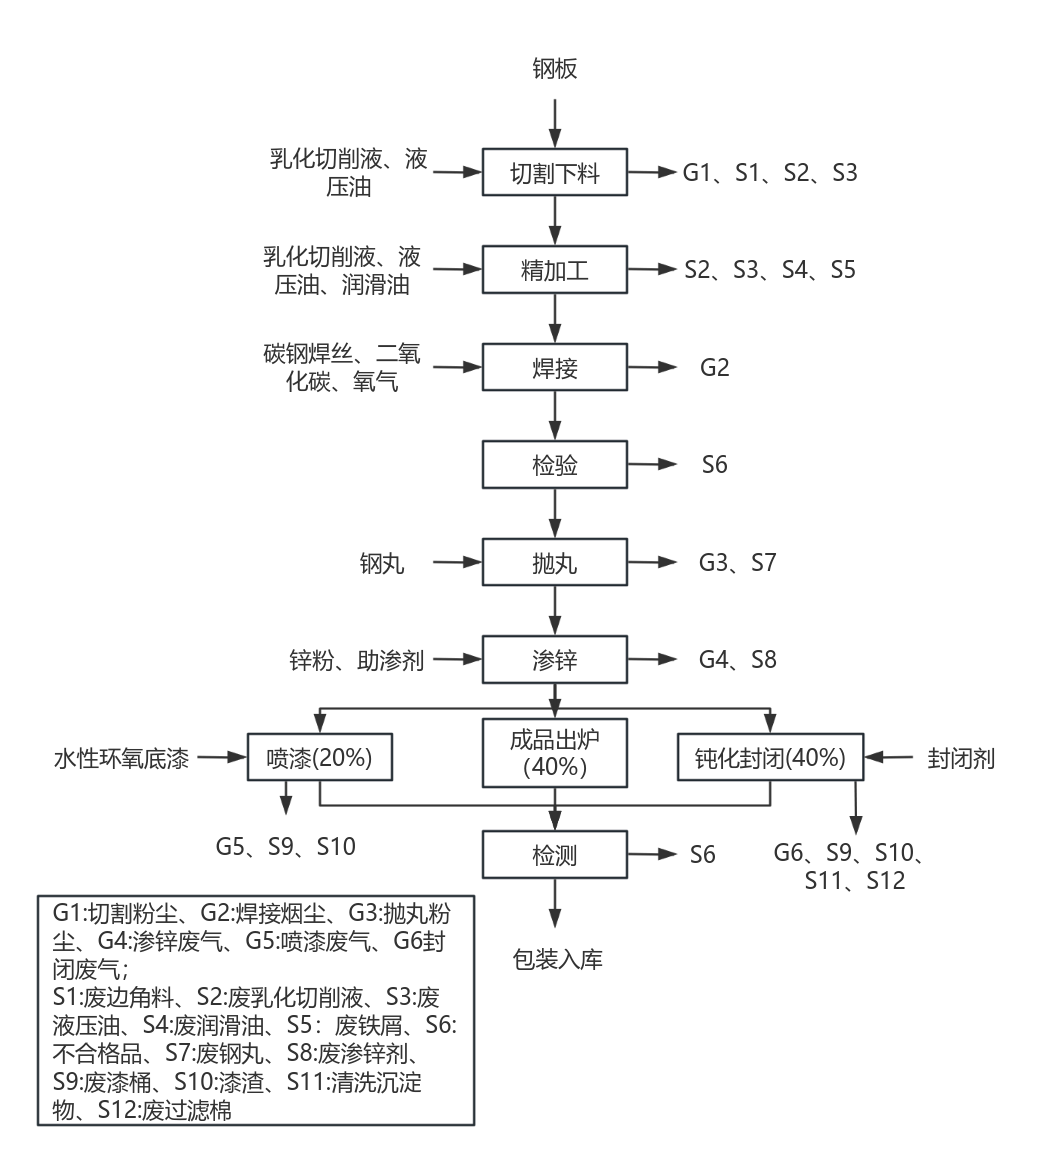 钢板
乳化切削液、液
压油
切割下料
G1、S1、S2、S3
乳化切削液、液
压油、润滑油
精加工
S2、S3、S4、S5
碳钢焊丝、二氧
化碳、氧气
焊接
G2
检验
S6
钢丸
抛丸
G3、S7
锌粉、助渗剂
渗锌
G4、S8
水性环氧底漆
喷漆(20%)
成品出炉
（40%）
钝化封闭(40%)
封闭剂
G5、S9、S10
检测
S6
G6、S9、S10、
S11、S12
包装入库
G1:切割粉尘、G2:焊接烟尘、G3:抛丸粉
尘、G4:渗锌废气、G5:喷漆废气、G6封
闭废气；
S1:废边角料、S2:废乳化切削液、S3:废
液压油、S4:废润滑油、S5：废铁屑、S6:
不合格品、S7:废钢丸、S8:废渗锌剂、
S9:废漆桶、S10:漆渣、S11:清洗沉淀
物、S12:废过滤棉